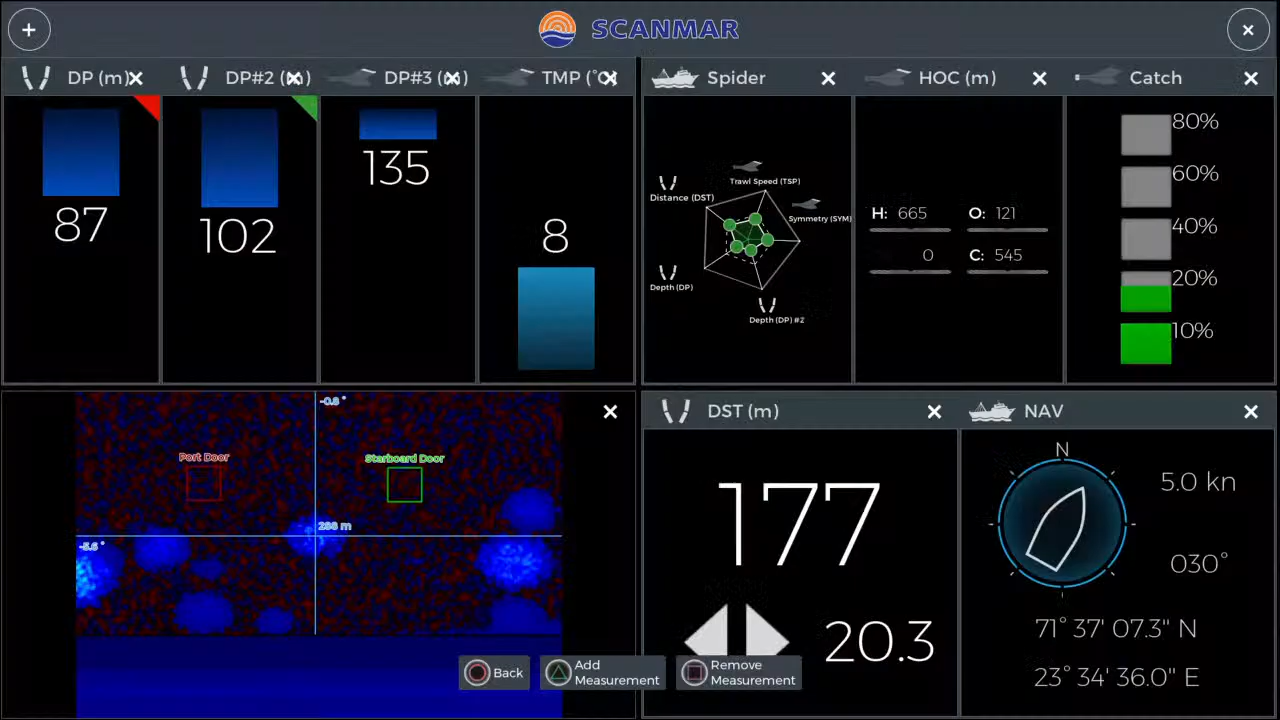 +
SCANMAR
×
DP (m)
DP#2 (m)
DP#3 (m)
TMP (°C)
Spider
HOC (m)
Catch
87
102
135
8
Trawl Speed (TSP)
Distance (DST)
Symmetry (SYM)
Depth (DP)
Depth (DP) #2
H: 665
O: 121
0
C: 545
80%
60%
40%
20%
10%
-0.8°
Port Door
Starboard Door
288 m
-5.6°
DST (m)
177
20.3
NAV
N
5.0 kn
030°
71° 37' 07.3" N
23° 34' 36.0" E
Back
Add
Measurement
Remove
Measurement